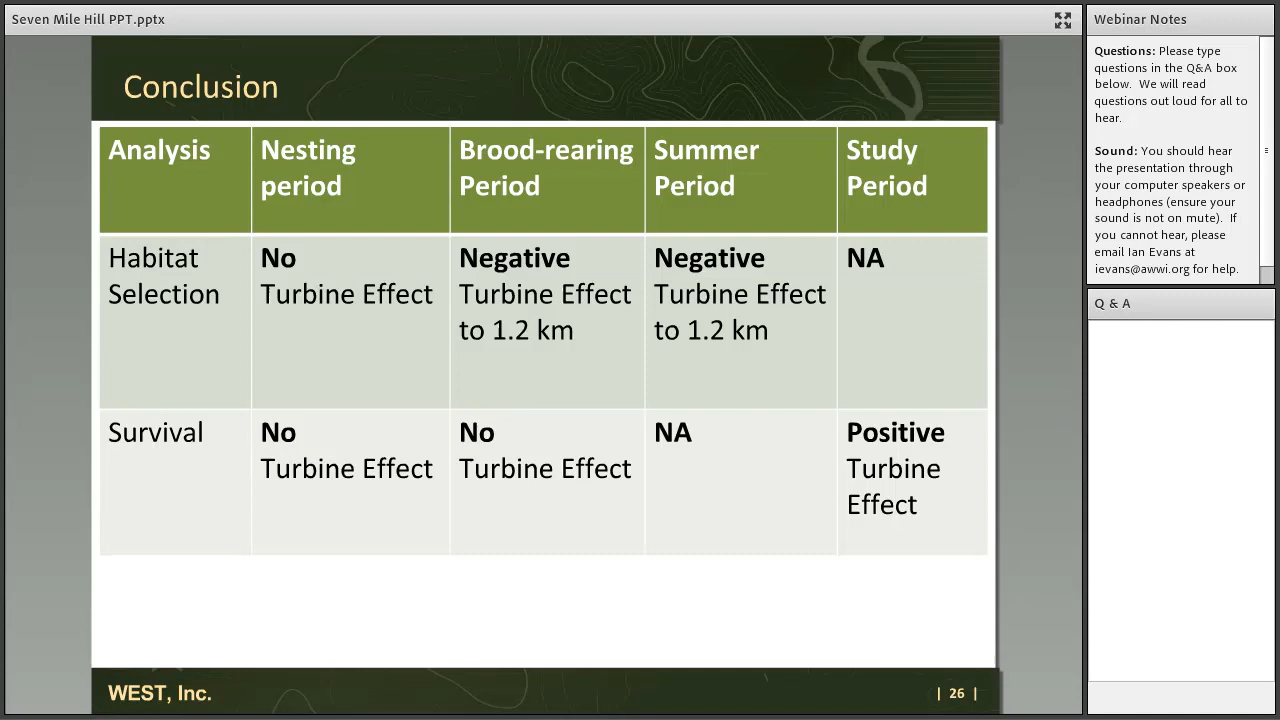 Seven Mile Hill PPT.pptx
Conclusion
Analysis
Nesting
period
Brood-rearing
Period
Summer
Period
Study
Period
Habitat
Selection
No
Turbine Effect
Negative
Turbine Effect
to 1.2 km
Negative
Turbine Effect
to 1.2 km
NA
Survival
No
Turbine Effect
No
Turbine Effect
NA
Positive
Turbine
Effect
WEST, Inc.
| 26 |
Webinar Notes
Questions: Please type
questions in the Q&A box
below. We will read
questions out loud for all to
hear.
Sound: You should hear
the presentation through
your computer speakers or
headphones (ensure your
sound is not on mute). If
you cannot hear, please
email Ian Evans at
ievans@awwi.org for help.
Q & A